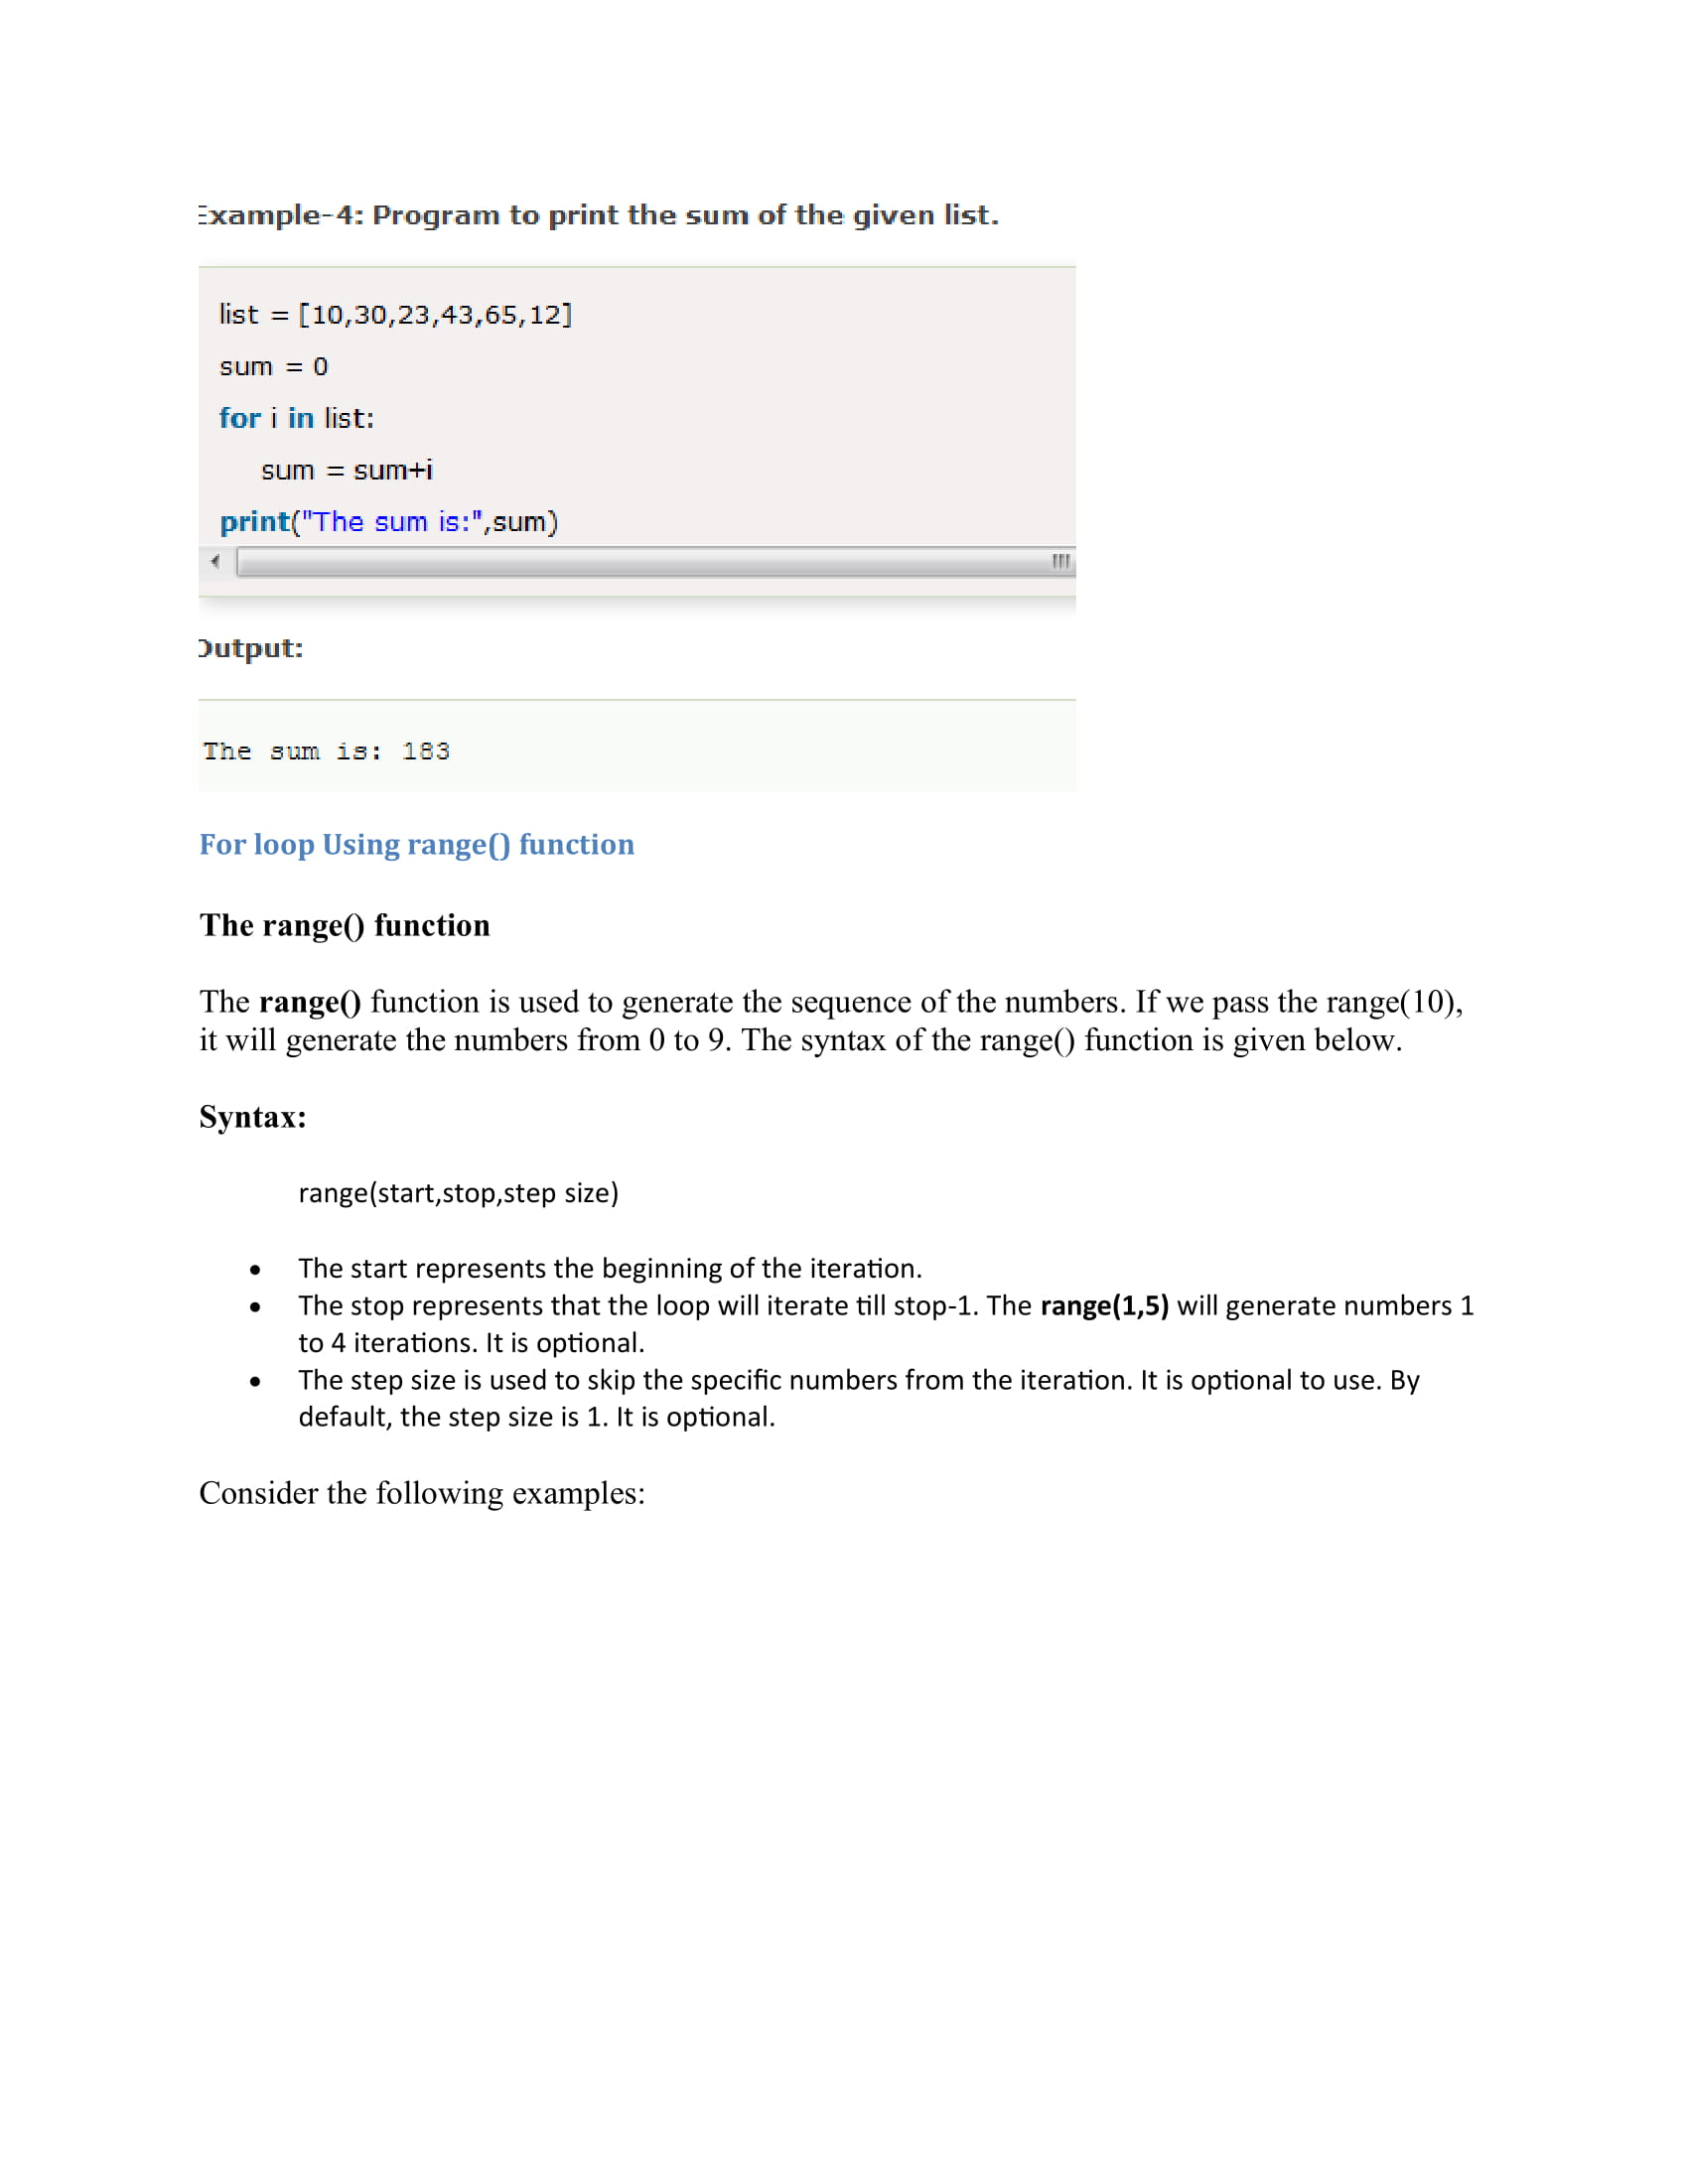 Example-4: Program to print the sum of the given list.
list = [10,30,23,43,65,12]
sum = 0
for i in list:
sum = sum+i
print("The sum is:",sum)
Output:
The sum is: 183
For loop Using range() function
The range() function
The range() function is used to generate the sequence of the numbers. If we pass the range(10),
it will generate the numbers from 0 to 9. The syntax of the range() function is given below.
Syntax:
range(start,stop,step size)
• The start represents the beginning of the iteration.
• The stop represents that the loop will iterate till stop-1. The range(1,5) will generate numbers 1
to 4 iterations. It is optional.
• The step size is used to skip the specific numbers from the iteration. It is optional to use. By
default, the step size is 1. It is optional.
Consider the following examples: